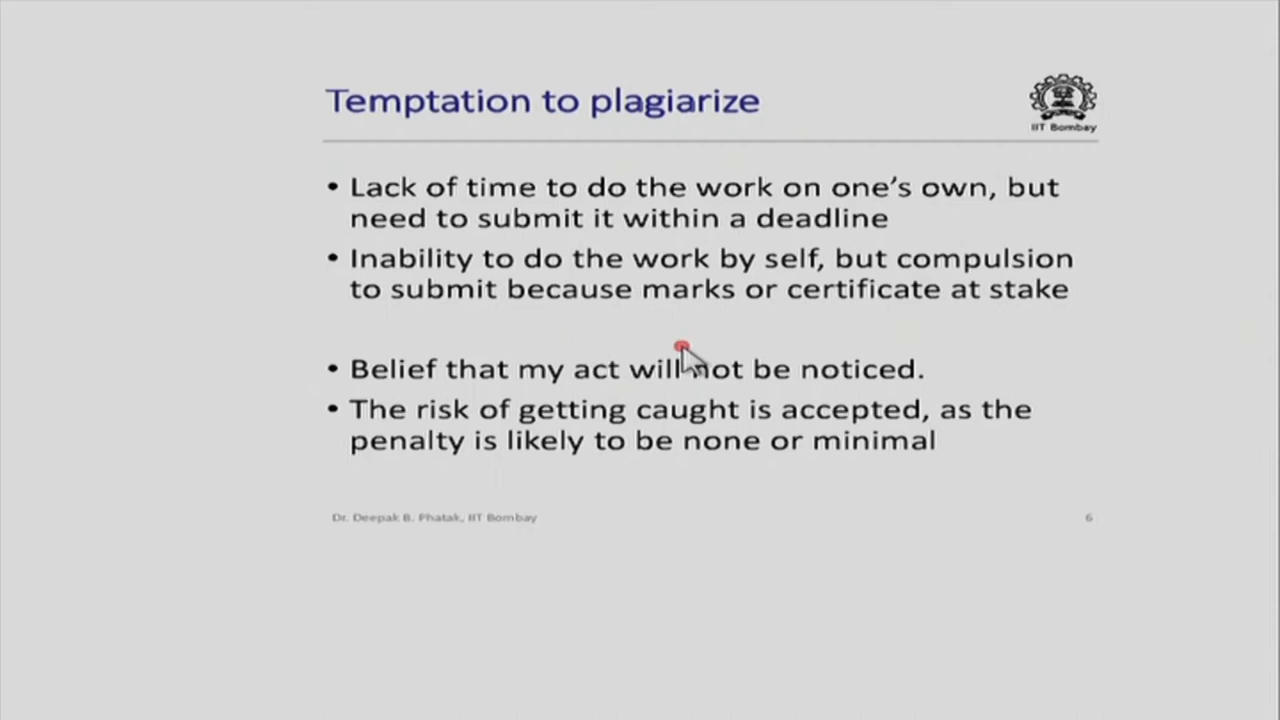 Temptation to plagiarize
IIT Bombay
• Lack of time to do the work on one's own, but
need to submit it within a deadline
• Inability to do the work by self, but compulsion
to submit because marks or certificate at stake
• Belief that my act will not be noticed.
• The risk of getting caught is accepted, as the
penalty is likely to be none or minimal
Dr. Deepak B. Phatak, IIT Bombay
6